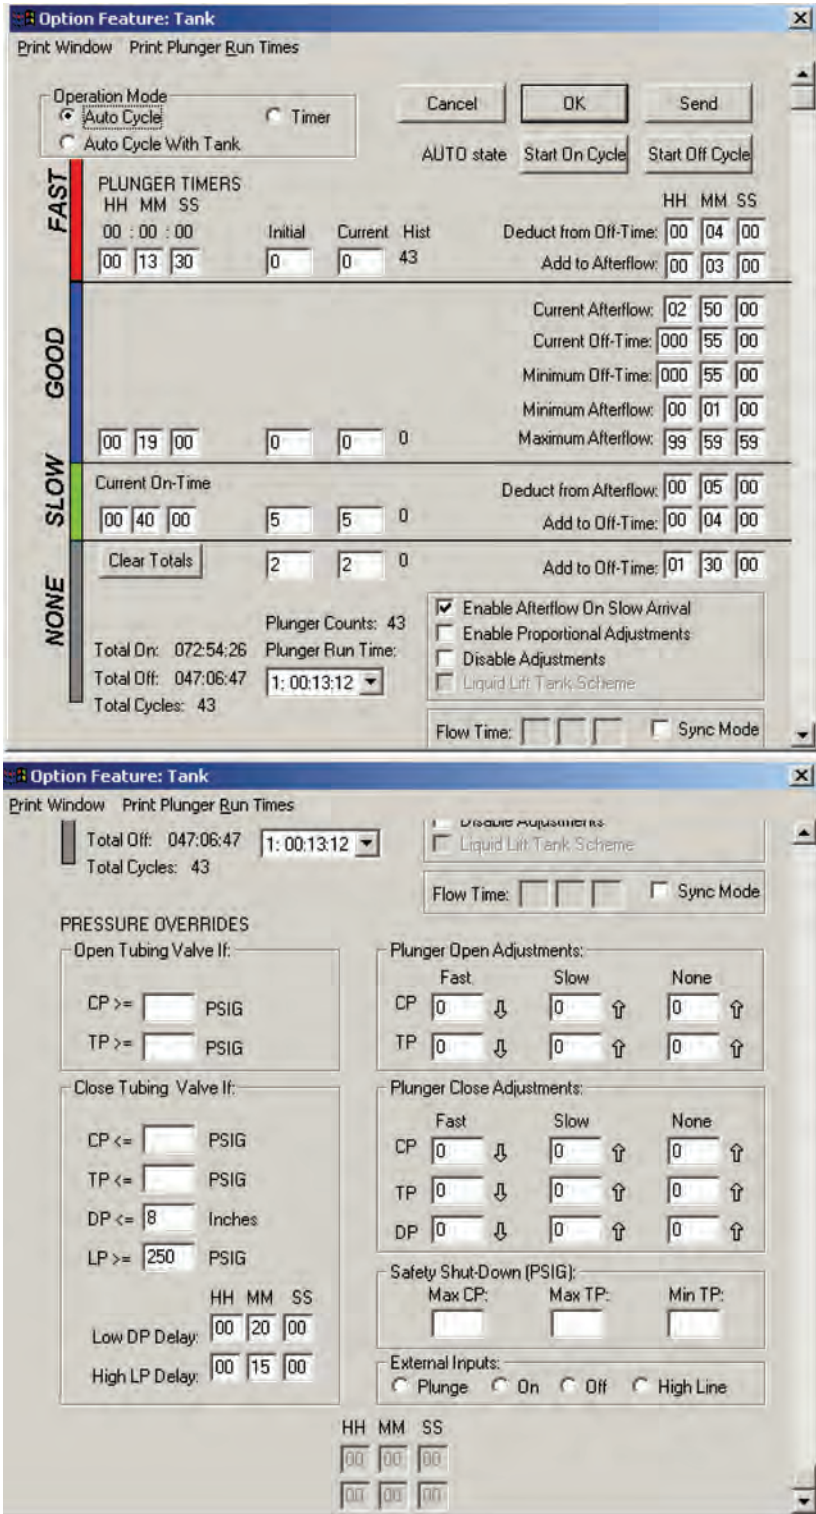 Option Feature: Tank
Print Window Print Plunger Run Times
Operation Mode
Auto Cycle Timer
Auto Cycle With Tank
Cancel OK Send
AUTO state Start On Cycle Start Off Cycle
FAST
PLUNGER TIMERS
HH MM SS HH MM SS
00 : 00 : 00 Initial Current Hist Deduct from Off-Time: 00 04 00
00 13 30 0 0 43 Add to Afterflow: 00 03 00
GOOD
Current Afterflow: 02 50 00
Current Off-Time: 000 55 00
Minimum Off-Time: 000 55 00
Minimum Afterflow: 00 01 00
00 19 00 0 0 0 Maximum Afterflow: 99 59 59
SLOW
Current On-Time Deduct from Afterflow: 00 05 00
00 40 00 5 5 0 Add to Off-Time: 00 04 00
NONE
Clear Totals 2 2 0 Add to Off-Time: 01 30 00
Enable Afterflow On Slow Arrival
Plunger Counts: 43 Enable Proportional Adjustments
Total On: 072:54:26 Plunger Run Time: Disable Adjustments
Total Off: 047:06:47 1: 00:13:12 Liquid Lift Tank Scheme
Total Cycles: 43
Flow Time: Sync Mode
Option Feature: Tank
Print Window Print Plunger Run Times
Disable Adjustments
Total Off: 047:06:47 1: 00:13:12 Liquid Lift Tank Scheme
Total Cycles: 43
Flow Time: Sync Mode
PRESSURE OVERRIDES
Open Tubing Valve If:
CP >= PSIG
TP >= PSIG
Plunger Open Adjustments:
Fast Slow None
CP 0 ⇩ 0 ⇧ 0 ⇧
TP 0 ⇩ 0 ⇧ 0 ⇧
Close Tubing Valve If:
CP <= PSIG
TP <= PSIG
DP <= 8 Inches
LP >= 250 PSIG
HH MM SS
Low DP Delay: 00 20 00
High LP Delay: 00 15 00
Plunger Close Adjustments:
Fast Slow None
CP 0 ⇩ 0 ⇧ 0 ⇧
TP 0 ⇩ 0 ⇧ 0 ⇧
DP 0 ⇩ 0 ⇧ 0 ⇧
Safety Shut-Down (PSIG):
Max CP: Max TP: Min TP:
External Inputs:
Plunge On Off High Line
HH MM SS
00 00 00
00 00 00